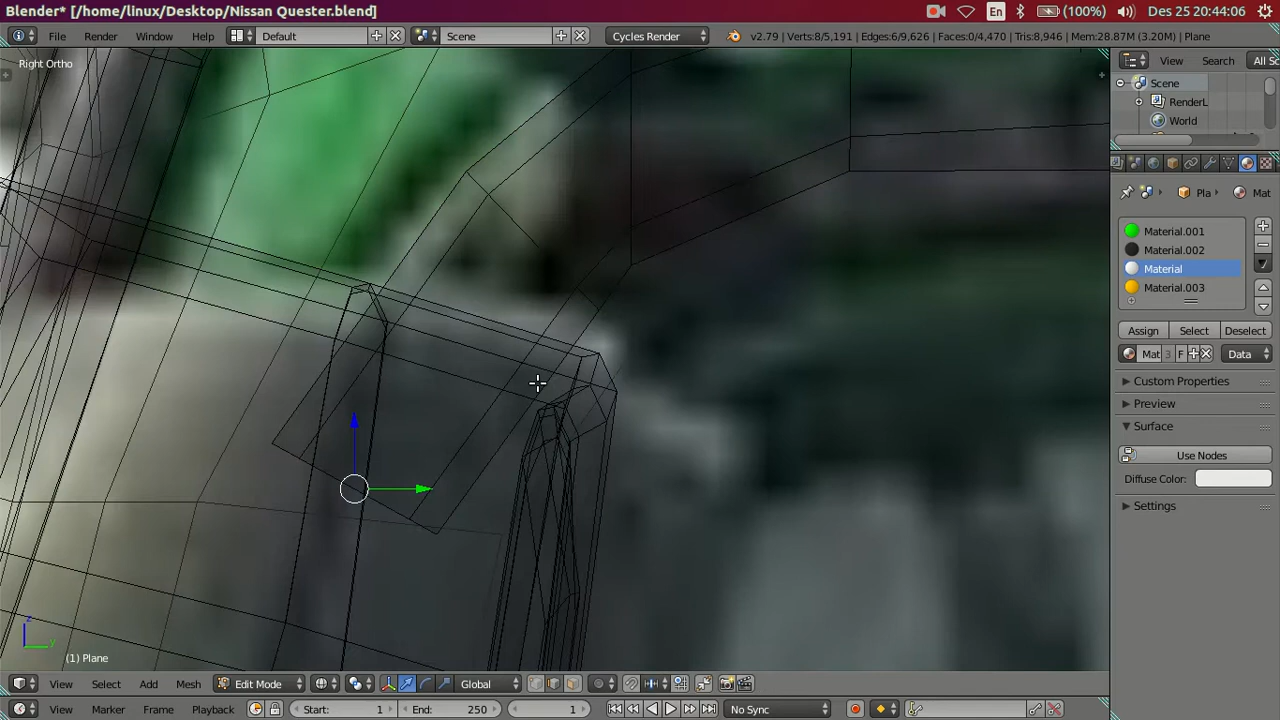 Blender* [/home/linux/Desktop/Nissan Quester.blend]
En (100%) Des 25 20:44:06
File Render Window Help Default Scene Cycles Render v2.79 | Verts:8/5,191 | Edges:6/9,626 | Faces:0/4,470 | Tris:8,946 | Mem:28.87M (3.20M) | Plane
View Search All Sc
Right Ortho
Scene
RenderL
World
Pla Mat
Material.001
Material.002
Material
Material.003
Assign Select Deselect
Mat 3 F Data
Custom Properties
Preview
Surface
Use Nodes
Diffuse Color:
Settings
z
y
(1) Plane
View Select Add Mesh Edit Mode Global
View Marker Frame Playback Start: 1 End: 250 1 No Sync